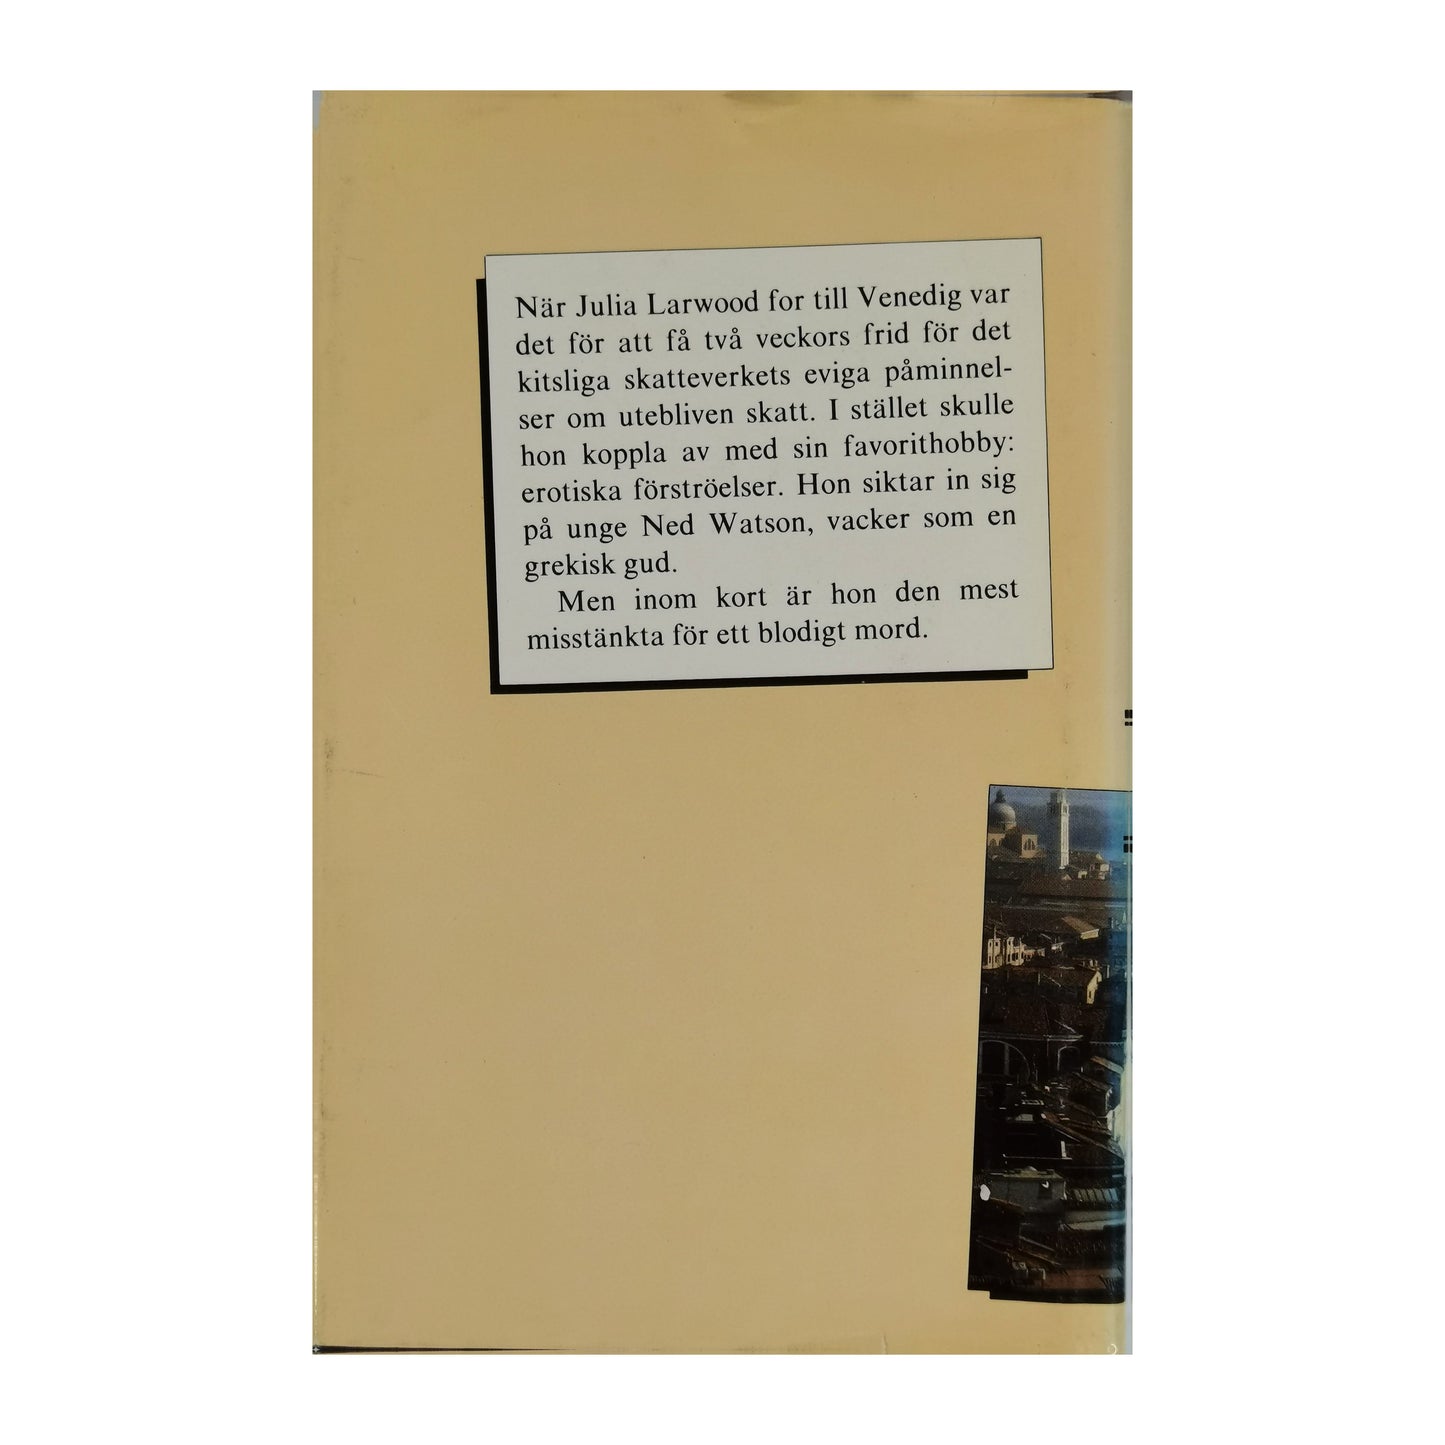 När Julia Larwood for till Venedig var
det för att få två veckors frid för det
kitsliga skatteverkets eviga påminnel-
ser om utebliven skatt. I stället skulle
hon koppla av med sin favorithobby:
erotiska förströelser. Hon siktar in sig
på unge Ned Watson, vacker som en
grekisk gud.
Men inom kort är hon den mest
misstänkta för ett blodigt mord.